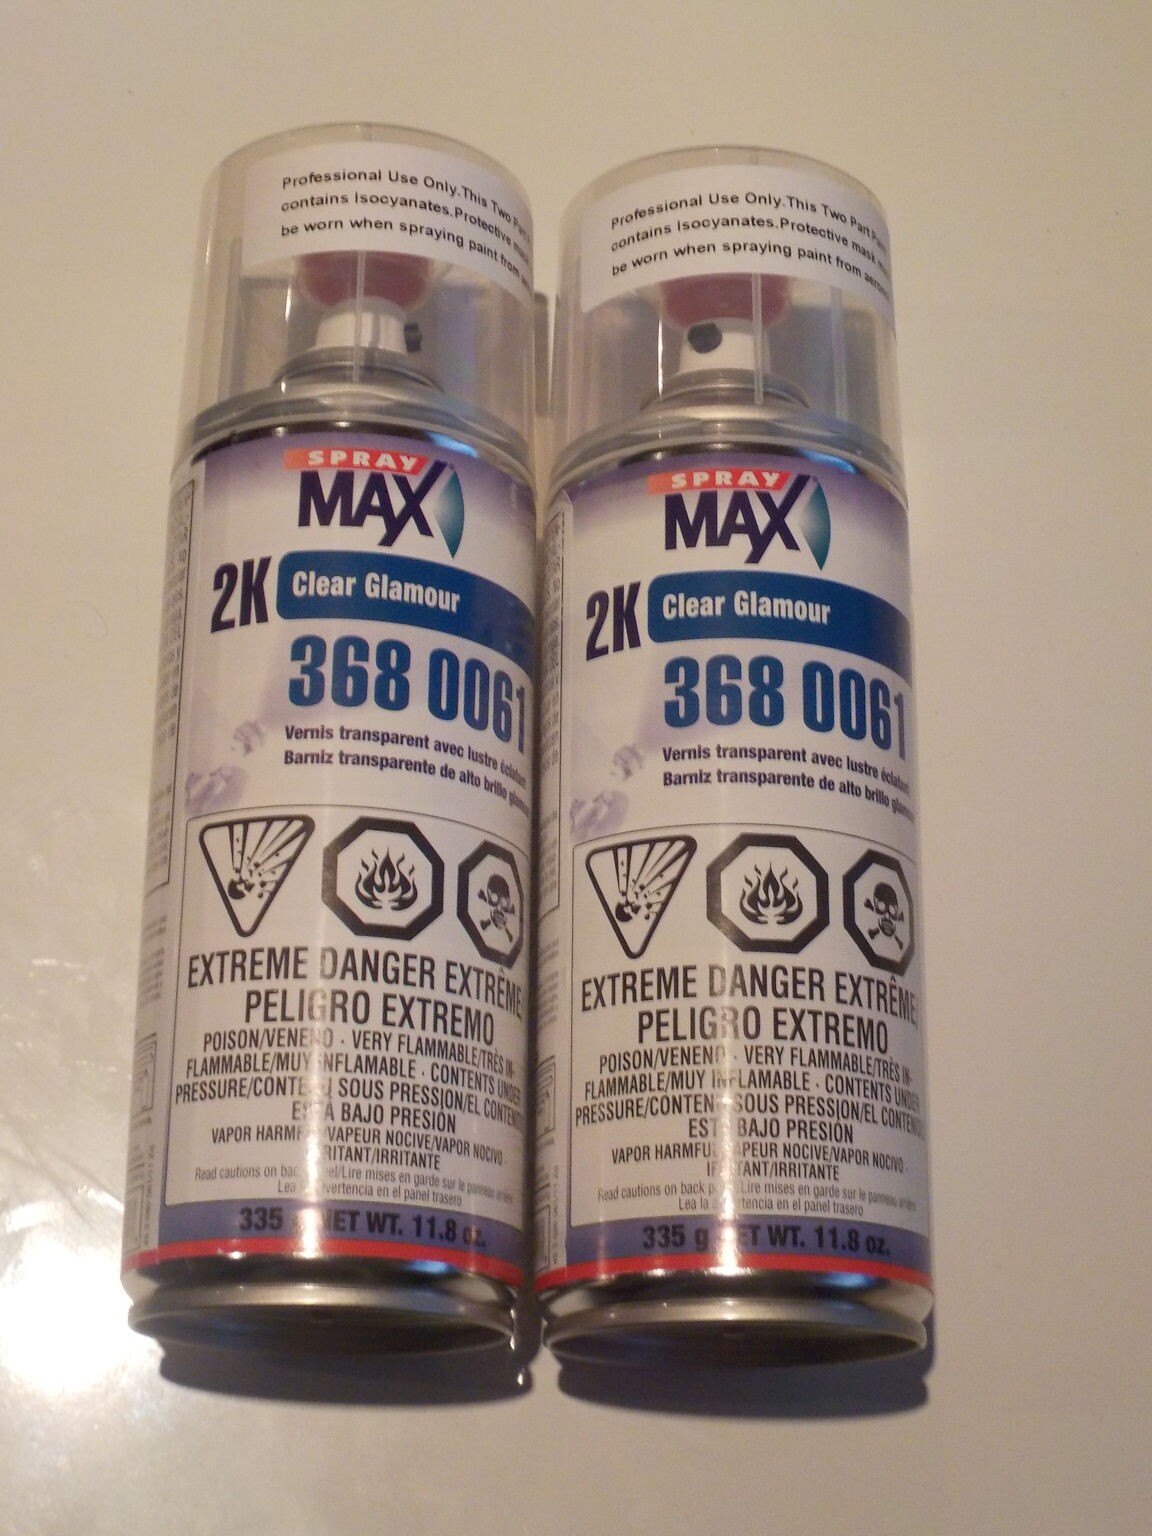 Professional Use Only.This Two
contains Isocyanates.Protective
be worn when spraying paint from
SPRAY
MAX
2K Clear Glamour
368 0061
Vernis transparent avec lustre éclatant
Barniz transparente de alto brillo
EXTREME DANGER EXTRÊME
PELIGRO EXTREMO
POISON/VENENO · VERY FLAMMABLE/TRÈS IN-
FLAMMABLE/MUY INFLAMABLE · CONTENTS UNDER
PRESSURE/CONTENU SOUS PRESSION/EL CONTENIDO
ESTÁ BAJO PRESIÓN
VAPOR HARMFUL/VAPEUR NOCIVE/VAPOR NOCIVO ·
IRRITANT/IRRITANTE
Read cautions on back panel/Lire mises en garde sur le panneau arrière
Lea la advertencia en el panel trasero
335 g NET WT. 11.8 oz.
Professional Use Only.This Two Part
contains Isocyanates.Protective mask
be worn when spraying paint from
SPRAY
MAX
2K Clear Glamour
368 0061
Vernis transparent avec lustre éclatant
Barniz transparente de alto brillo
EXTREME DANGER EXTRÊME
PELIGRO EXTREMO
POISON/VENENO · VERY FLAMMABLE/TRÈS IN-
FLAMMABLE/MUY INFLAMABLE · CONTENTS UNDER
PRESSURE/CONTENU SOUS PRESSION/EL CONTENIDO
ESTÁ BAJO PRESIÓN
VAPOR HARMFUL/VAPEUR NOCIVE/VAPOR NOCIVO ·
IRRITANT/IRRITANTE
Read cautions on back panel/Lire mises en garde sur le panneau arrière
Lea la advertencia en el panel trasero
335 g NET WT. 11.8 oz.